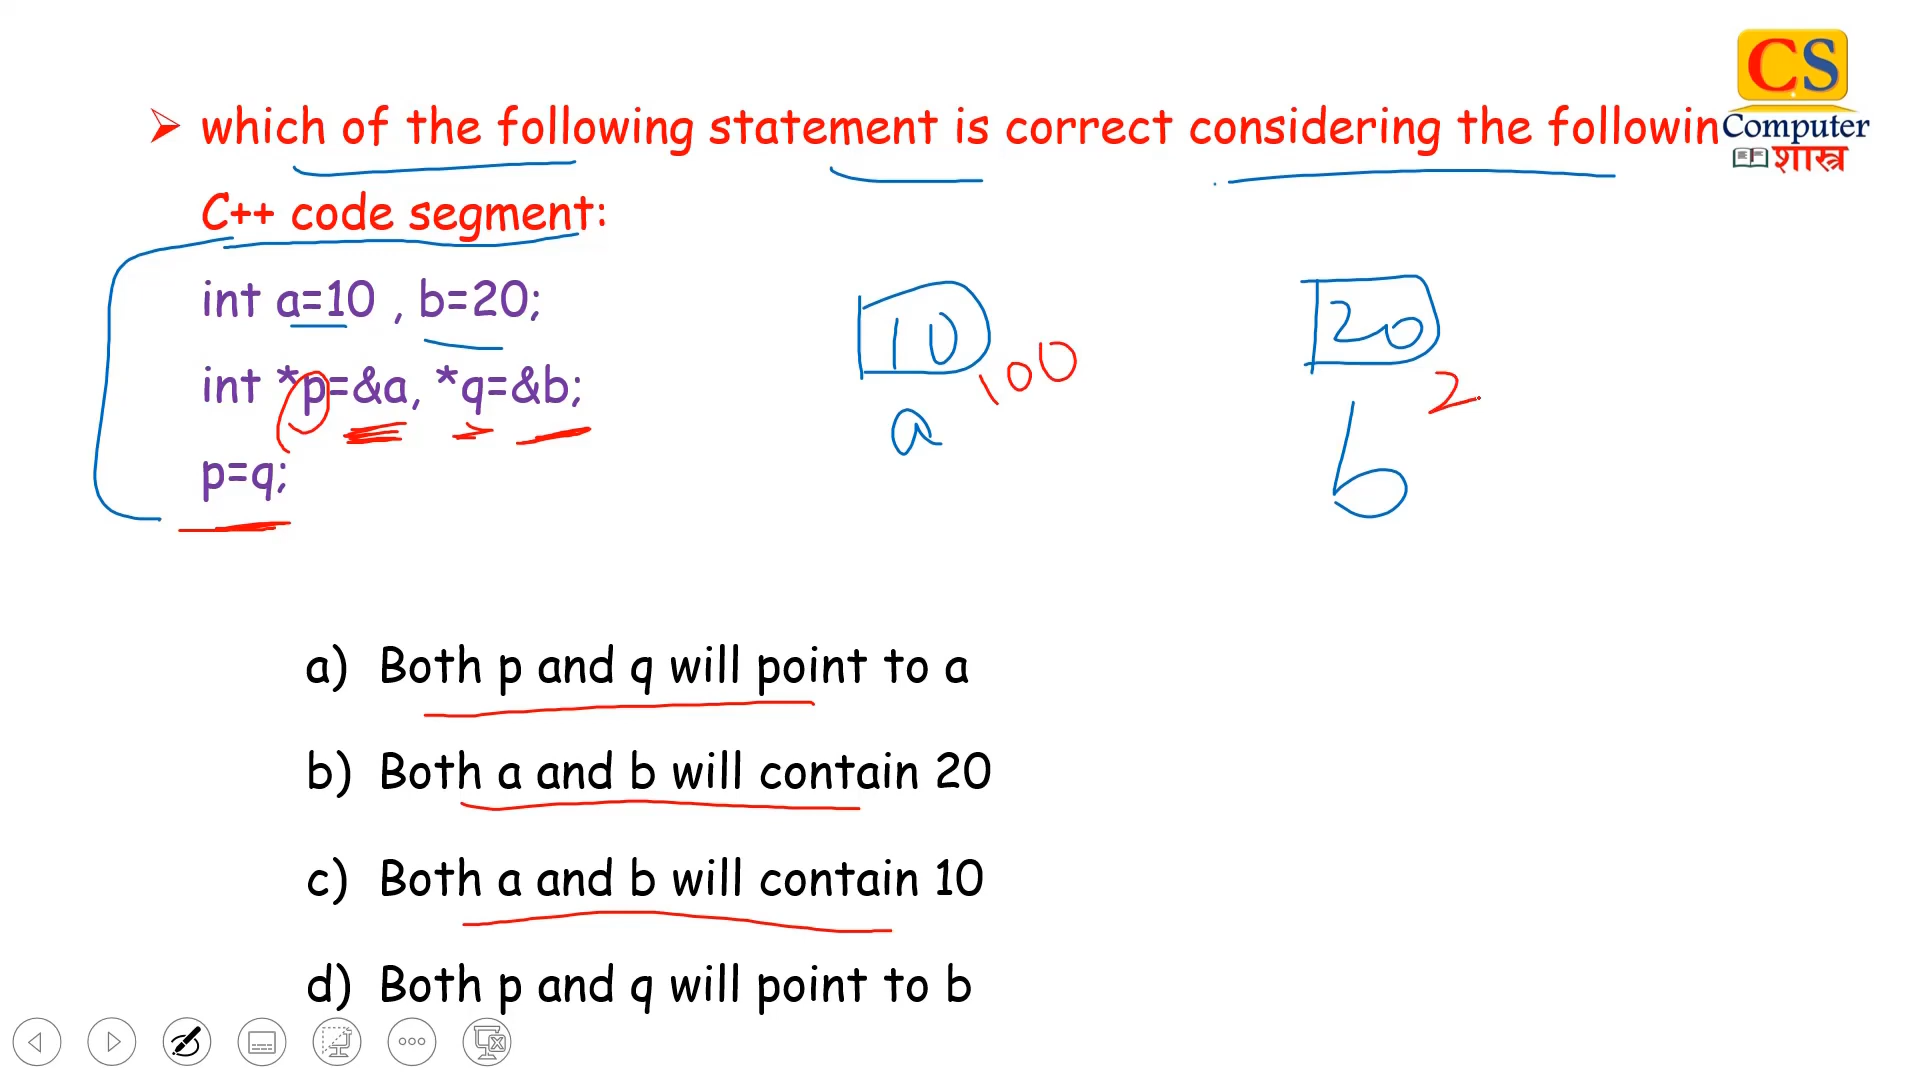 which of the following statement is correct considering the followin
C++ code segment:
int a=10 , b=20;
int *p=&a, *q=&b;
p=q;
10
100
a
20
2
b
a) Both p and q will point to a
b) Both a and b will contain 20
c) Both a and b will contain 10
d) Both p and q will point to b
CS
Computer
शास्त्र